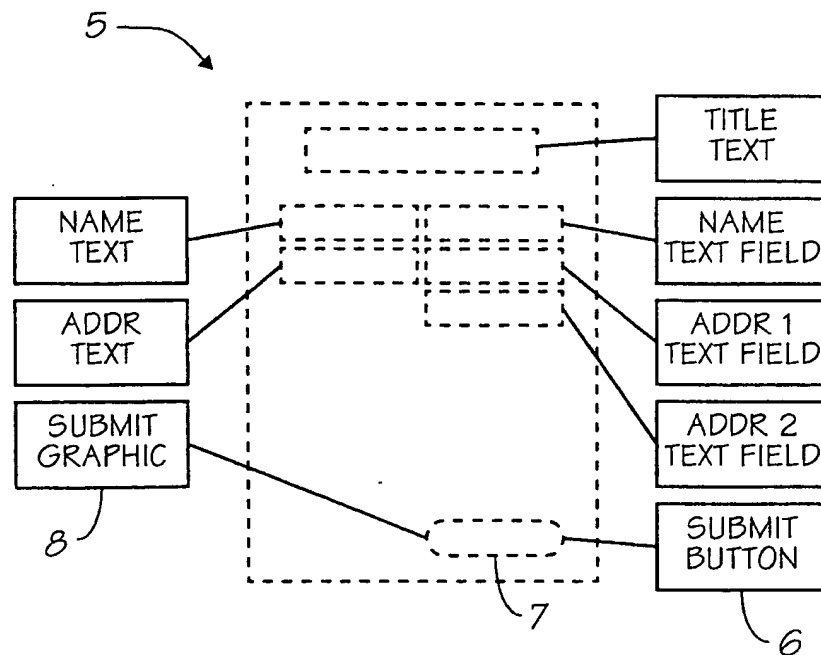 5
TITLE
TEXT
NAME
TEXT
NAME
TEXT FIELD
ADDR
TEXT
ADDR 1
TEXT FIELD
SUBMIT
GRAPHIC
ADDR 2
TEXT FIELD
8
SUBMIT
BUTTON
7
6